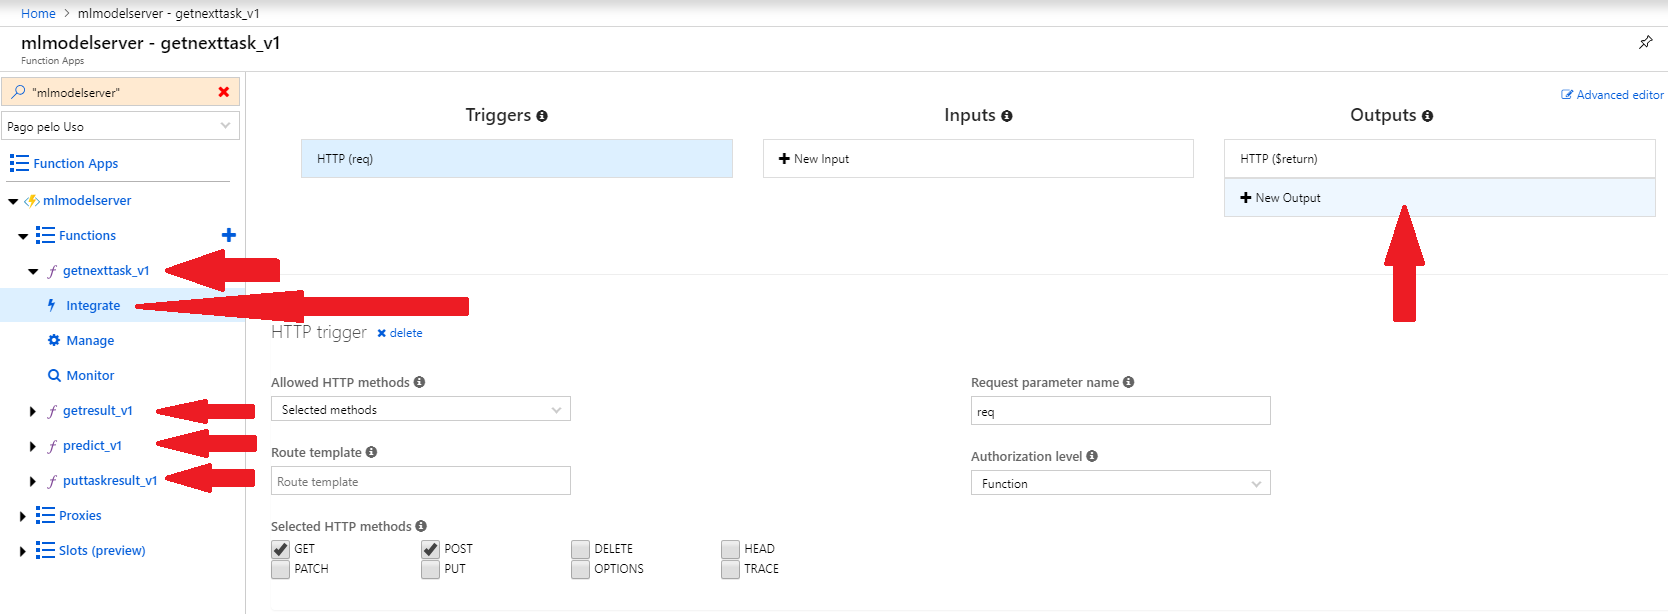 Home > mlmodelserver - getnexttask_v1
mlmodelserver - getnexttask_v1
Function Apps
"mlmodelserver"
Pago pelo Uso
Function Apps
mlmodelserver
Functions
getnexttask_v1
Integrate
Manage
Monitor
getresult_v1
predict_v1
puttaskresult_v1
Proxies
Slots (preview)
Advanced editor
Triggers
HTTP (req)
Inputs
New Input
Outputs
HTTP ($return)
New Output
HTTP trigger delete
Allowed HTTP methods
Selected methods
Request parameter name
req
Route template
Route template
Authorization level
Function
Selected HTTP methods
GET POST DELETE HEAD
PATCH PUT OPTIONS TRACE